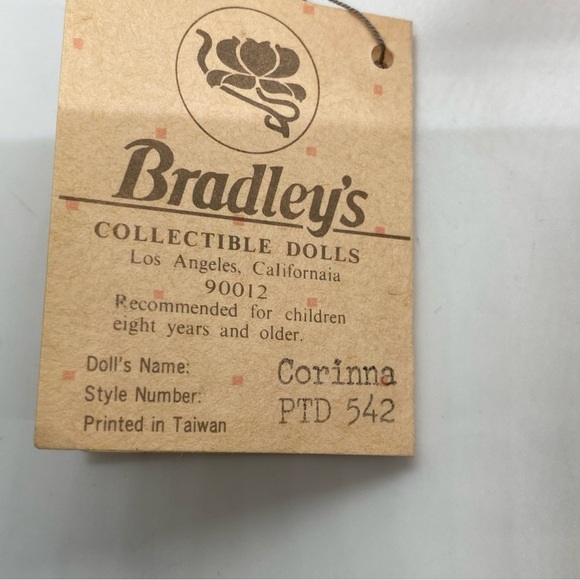 Bradley's
COLLECTIBLE DOLLS
Los Angeles, Californaia
90012
Recommended for children
eight years and older.
Doll's Name: Corinna
Style Number: PTD 542
Printed in Taiwan